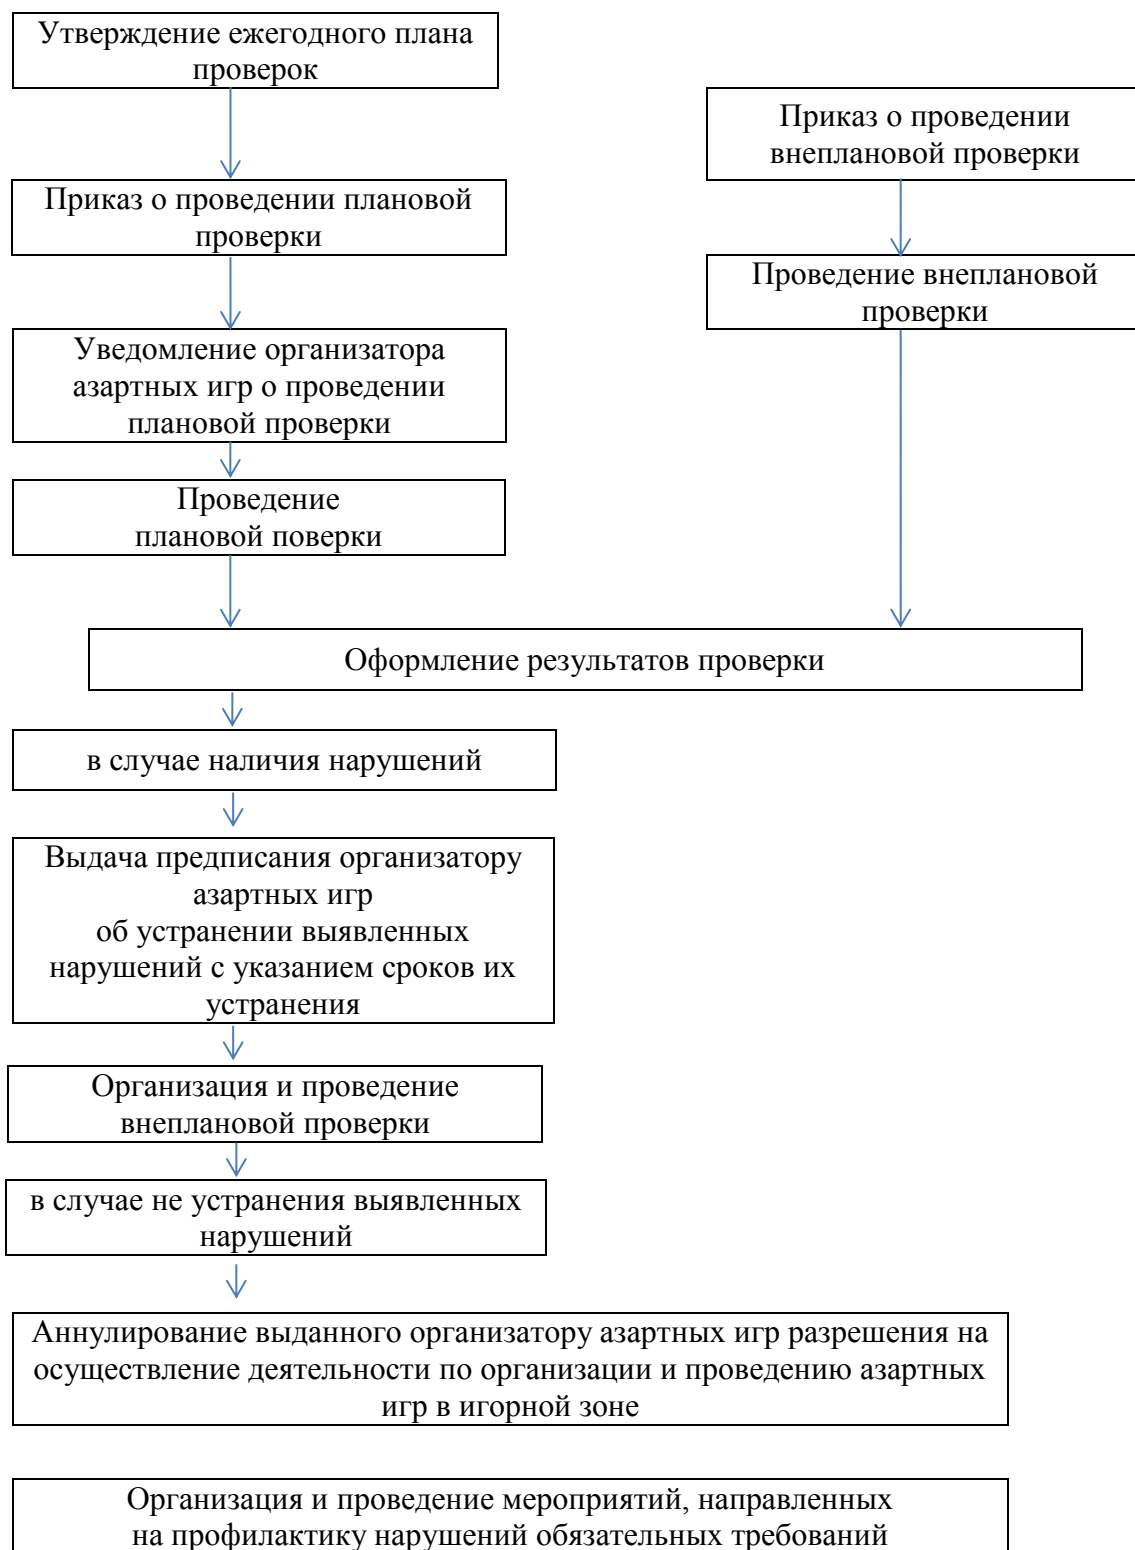 Утверждение ежегодного плана
проверок
Приказ о проведении
внеплановой проверки
Приказ о проведении плановой
проверки
Проведение внеплановой
проверки
Уведомление организатора
азартных игр о проведении
плановой проверки
Проведение
плановой поверки
Оформление результатов проверки
в случае наличия нарушений
Выдача предписания организатору
азартных игр
об устранении выявленных
нарушений с указанием сроков их
устранения
Организация и проведение
внеплановой проверки
в случае не устранения выявленных
нарушений
Аннулирование выданного организатору азартных игр разрешения на
осуществление деятельности по организации и проведению азартных
игр в игорной зоне
Организация и проведение мероприятий, направленных
на профилактику нарушений обязательных требований